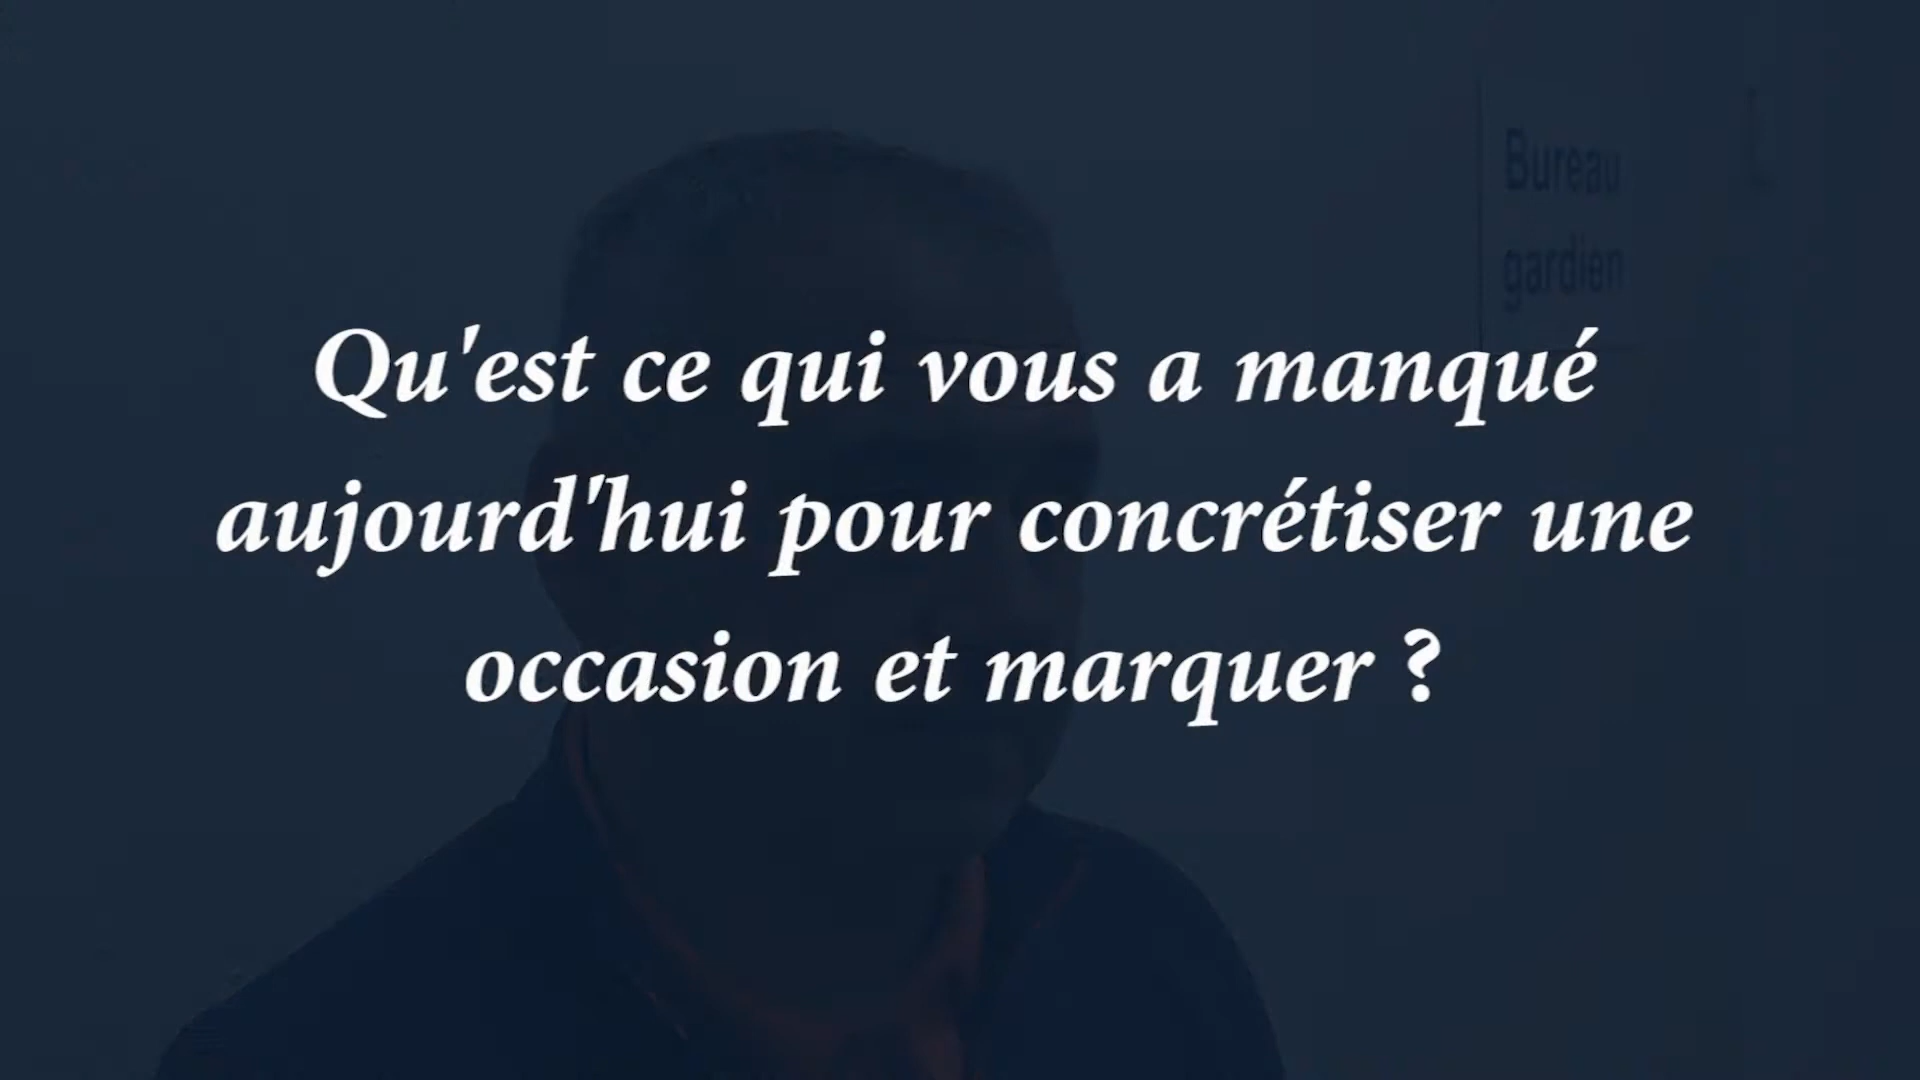 Bureau
gardien
Qu'est ce qui vous a manqué
aujourd'hui pour concrétiser une
occasion et marquer ?